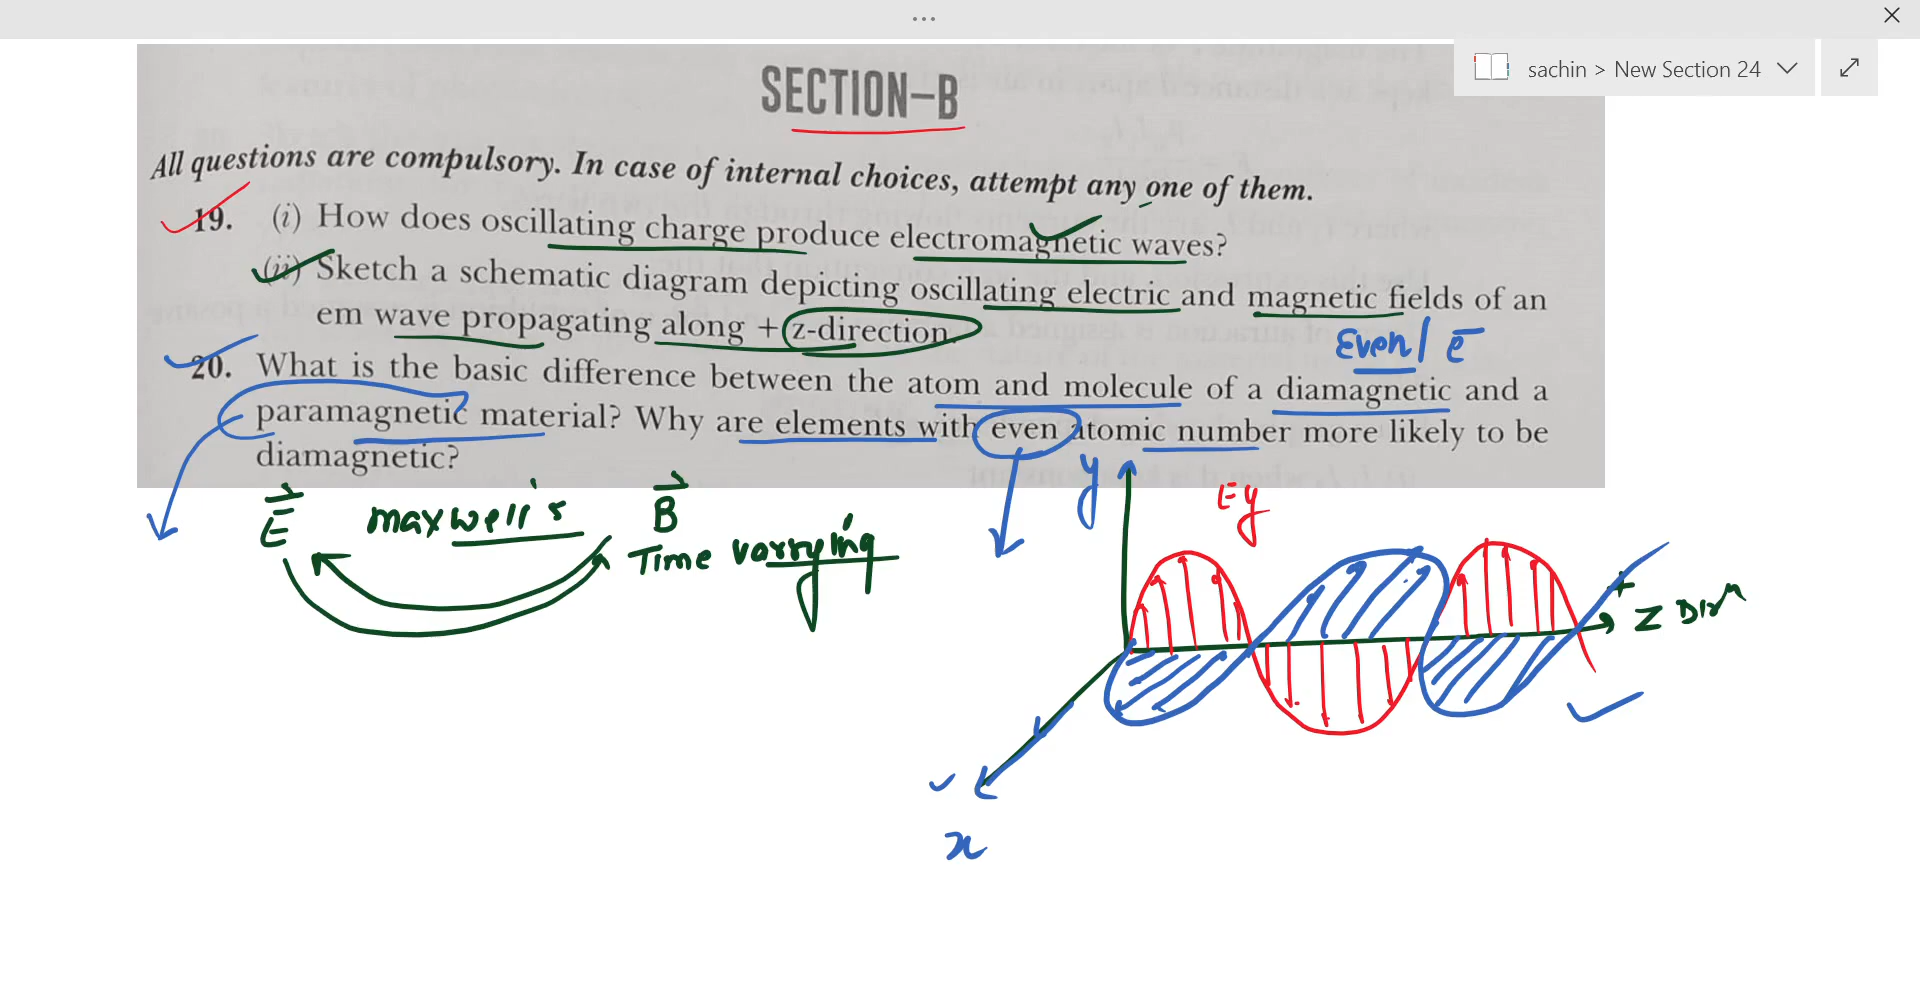 sachin > New Section 24
SECTION-B
All questions are compulsory. In case of internal choices, attempt any one of them.
19. (i) How does oscillating charge produce electromagnetic waves?
(ii) Sketch a schematic diagram depicting oscillating electric and magnetic fields of an
em wave propagating along + z-direction.
Even/ e̅
20. What is the basic difference between the atom and molecule of a diamagnetic and a
paramagnetic material? Why are elements with even atomic number more likely to be
diamagnetic?
E maxwell's B
Time varrying
y
Ey
+
Z Dirn
x